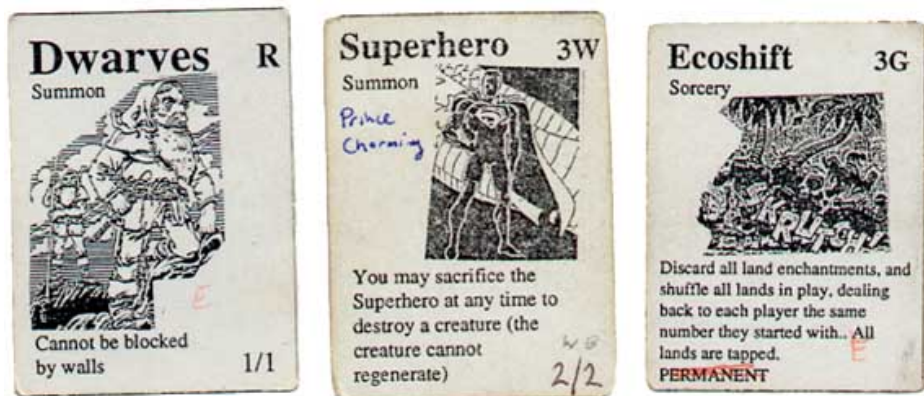 Dwarves R
Summon
E
Cannot be blocked
by walls 1/1
Superhero 3W
Summon
Prince
Charming
You may sacrifice the
Superhero at any time to
destroy a creature (the
creature cannot
regenerate)
2/2
Ecoshift 3G
Sorcery
KRUTCH!
Discard all land enchantments, and
shuffle all lands in play, dealing
back to each player the same
number they started with.. All
lands are tapped.
E
PERMANENT